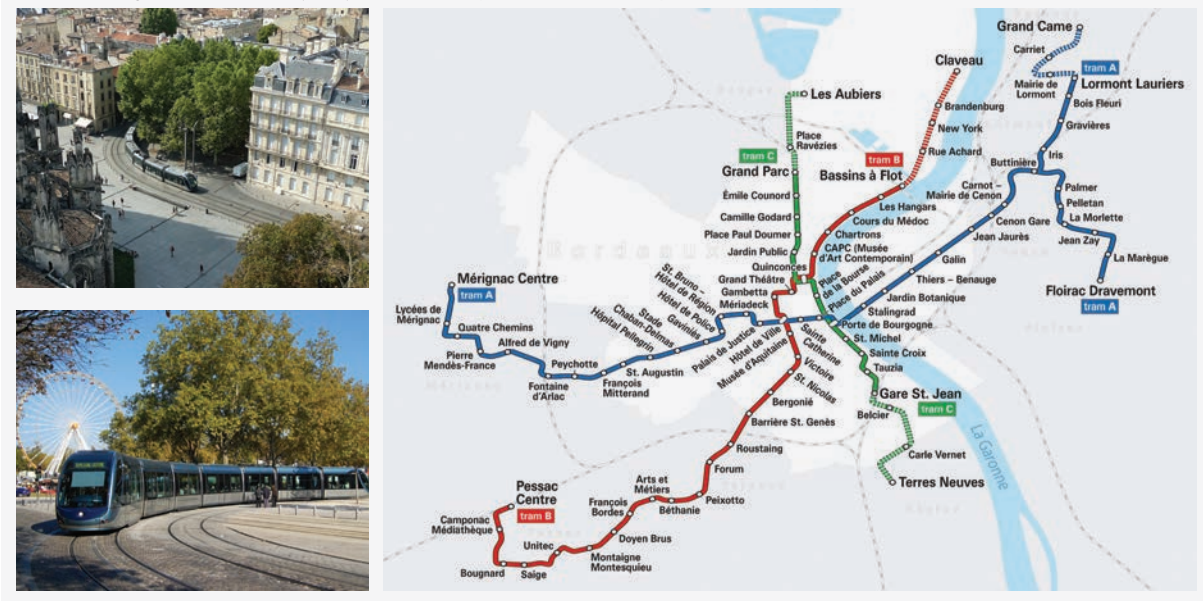 Grand Came
Carriet
tram A
Mairie de
Lormont
Lormont Lauriers
Bois Fleuri
Gravières
Iris
Buttinière
Claveau
Brandenburg
New York
Rue Achard
tram B
Bassins à Flot
Les Hangars
Cours du Médoc
Chartrons
CAPC (Musée
d'Art Contemporain)
Les Aubiers
Place
Ravézies
tram C
Grand Parc
Émile Counord
Camille Godard
Place Paul Doumer
Jardin Public
Quinconces
Grand Théâtre
Gambetta
Mériadeck
Carnot –
Mairie de Cenon
Palmer
Pelletan
La Morlette
Jean Zay
La Marègue
Floirac Dravemont
tram A
Cenon Gare
Jean Jaurès
Galin
Thiers – Benauge
Jardin Botanique
Stalingrad
Porte de Bourgogne
Place
de la Bourse
Place du Palais
Bordeaux
Mérignac Centre
tram A
Lycées de
Mérignac
Quatre Chemins
Pierre
Mendès-France
Alfred de Vigny
Fontaine
d'Arlac
Peychotte
François
Mitterand
Hôpital Pellegrin
St. Augustin
Stade
Chaban-Delmas
Gaviniès
Hôtel de Police
St. Bruno –
Hôtel de Région
Palais de Justice
Hôtel de Ville
Musée d'Aquitaine
Sainte
Catherine
Victoire
St. Nicolas
Bergonié
Barrière St. Genès
Roustaing
Forum
Peixotto
Béthanie
Arts et
Métiers
François
Bordes
Doyen Brus
Montaigne
Montesquieu
Unitec
Saige
Bougnard
Camponac
Médiathèque
Pessac
Centre
tram B
St. Michel
Sainte Croix
Tauzia
Gare St. Jean
tram C
Belcier
Carle Vernet
Terres Neuves
La Garonne